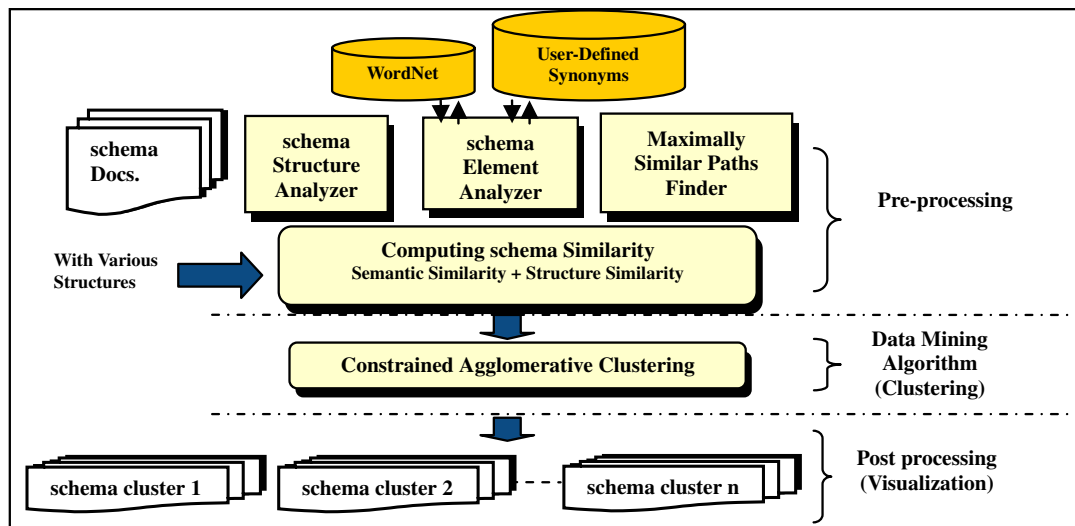 WordNet
User-Defined
Synonyms
schema
Docs.
schema
Structure
Analyzer
schema
Element
Analyzer
Maximally
Similar Paths
Finder
Pre-processing
With Various
Structures
Computing schema Similarity
Semantic Similarity + Structure Similarity
Constrained Agglomerative Clustering
Data Mining
Algorithm
(Clustering)
schema cluster 1
schema cluster 2
schema cluster n
Post processing
(Visualization)